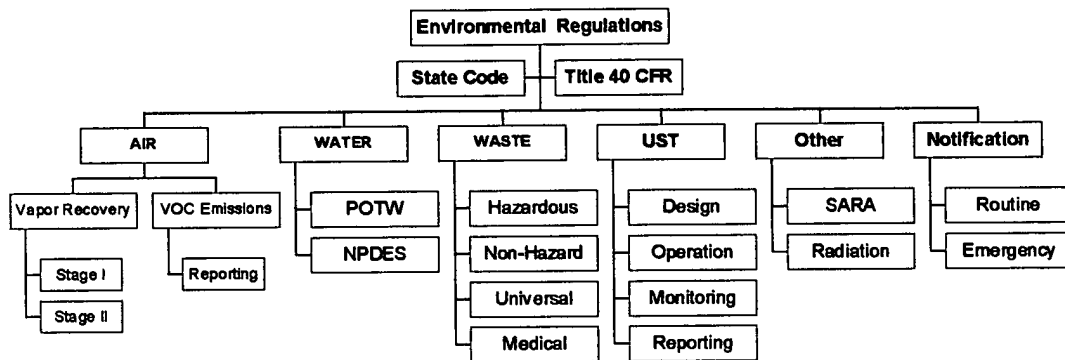 Environmental Regulations
State Code
Title 40 CFR
AIR
WATER
WASTE
UST
Other
Notification
Vapor Recovery
VOC Emissions
POTW
Hazardous
Design
SARA
Routine
NPDES
Non-Hazard
Operation
Radiation
Emergency
Stage I
Reporting
Universal
Monitoring
Stage II
Medical
Reporting